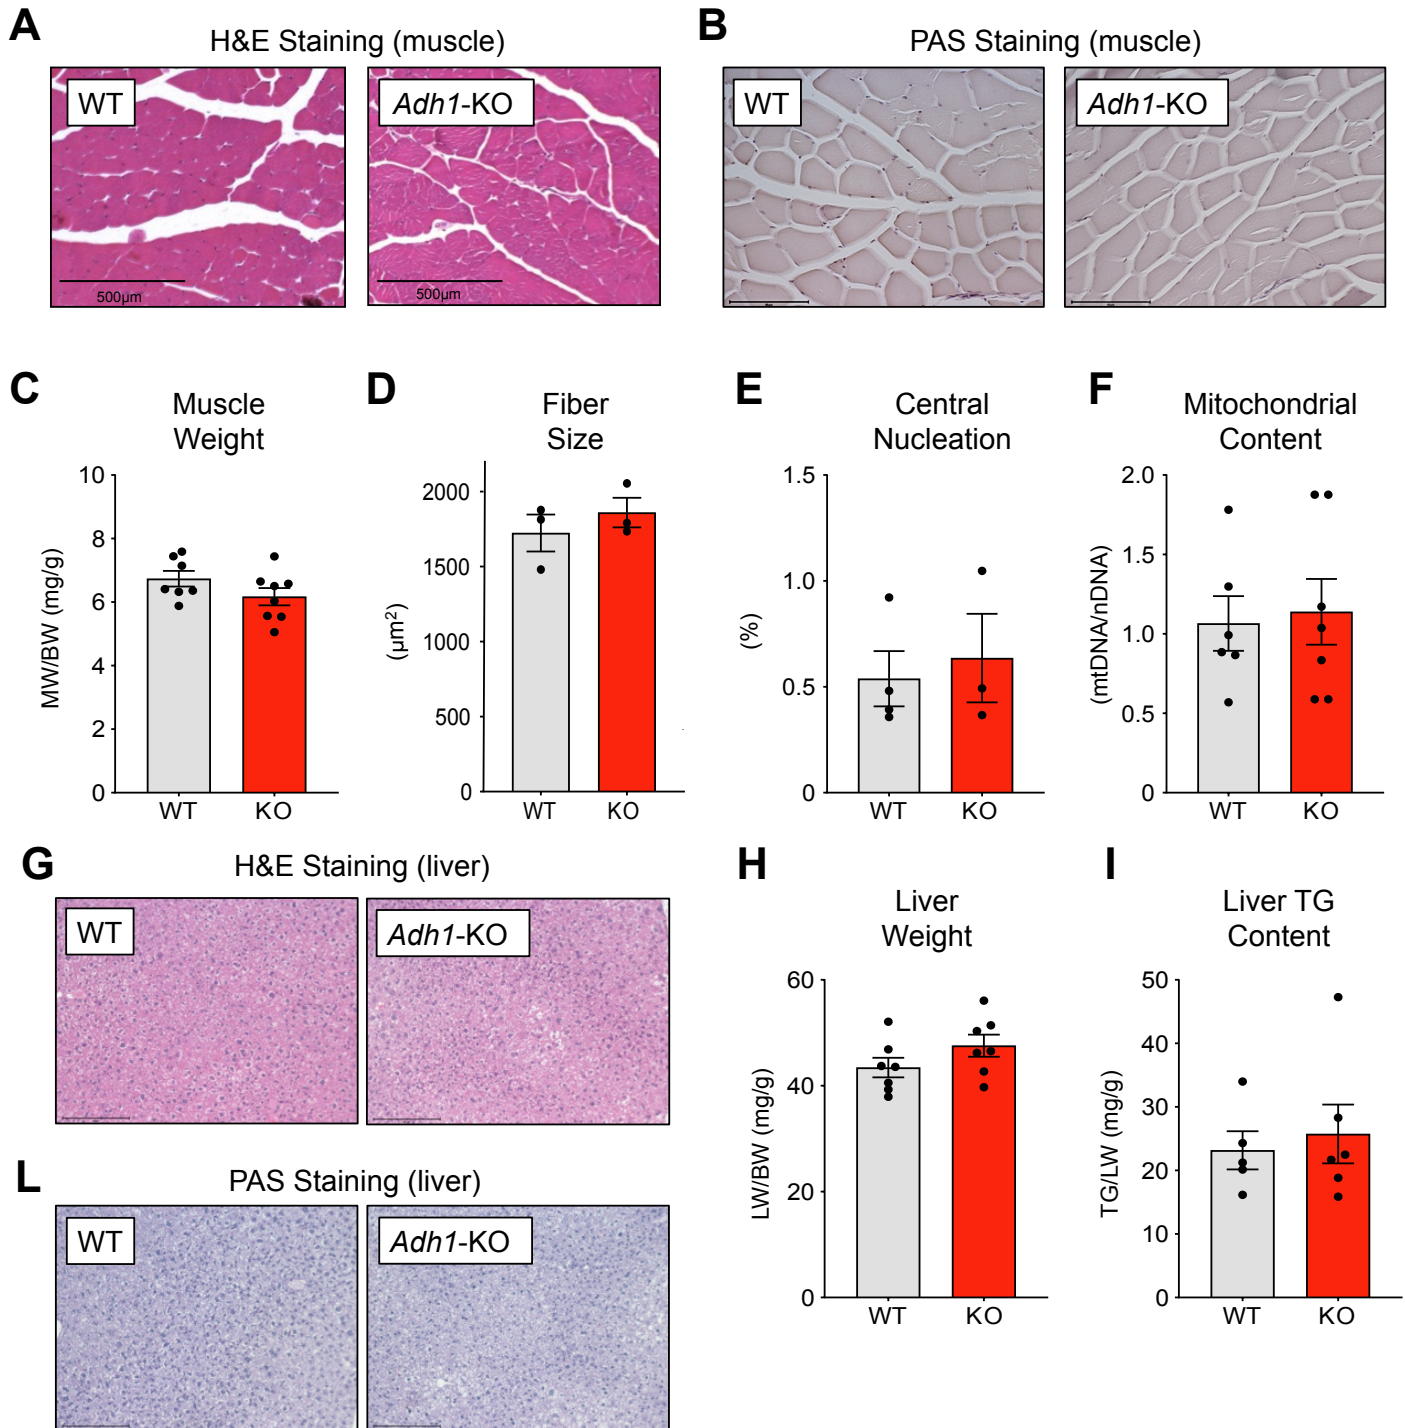 A
H&E Staining (muscle)
WT
Adh1-KO
500μm
500μm
B
PAS Staining (muscle)
WT
Adh1-KO
C
Muscle
Weight
MW/BW (mg/g)
10
8
6
4
2
0
WT
KO
D
Fiber
Size
(μm²)
2000
1500
1000
500
0
WT
KO
E
Central
Nucleation
(%)
1.5
1.0
0.5
0
WT
KO
F
Mitochondrial
Content
(mtDNA/nDNA)
2.0
1.5
1.0
0.5
0
WT
KO
G
H&E Staining (liver)
WT
Adh1-KO
H
Liver
Weight
LW/BW (mg/g)
60
40
20
0
WT
KO
I
Liver TG
Content
TG/LW (mg/g)
50
40
30
20
10
0
WT
KO
L
PAS Staining (liver)
WT
Adh1-KO